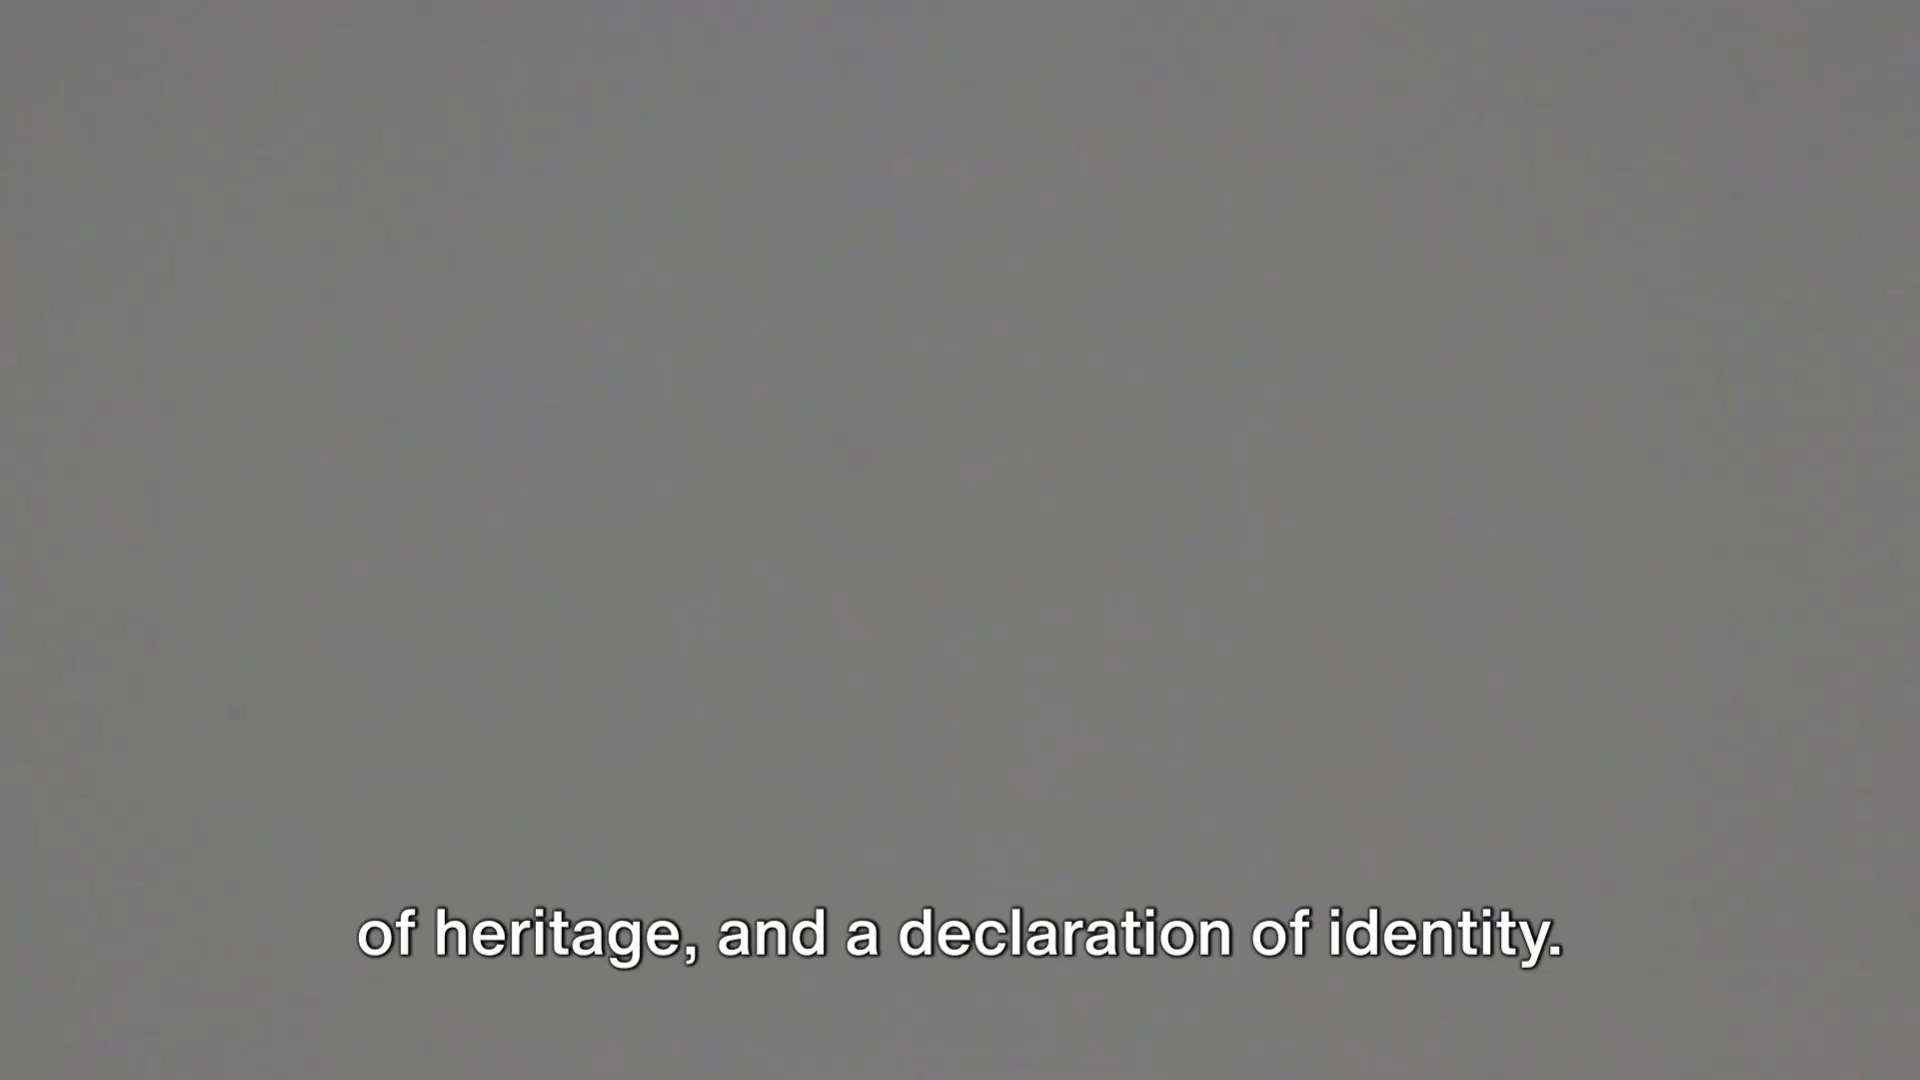 of heritage, and a declaration of identity.